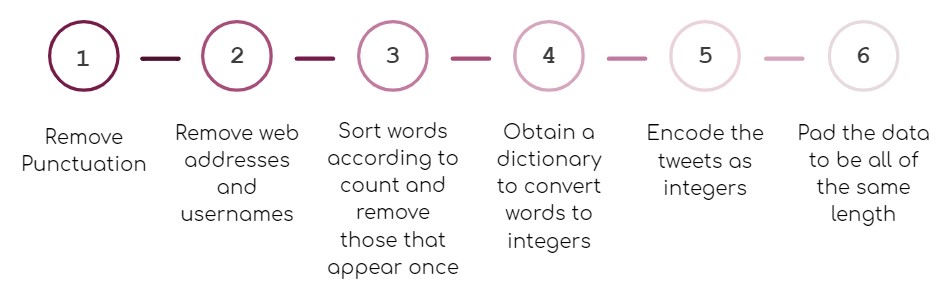 1
Remove
Punctuation
2
Remove web
addresses
and
usernames
3
Sort words
according to
count and
remove
those that
appear once
4
Obtain a
dictionary
to convert
words to
integers
5
Encode the
tweets as
integers
6
Pad the data
to be all of
the same
length